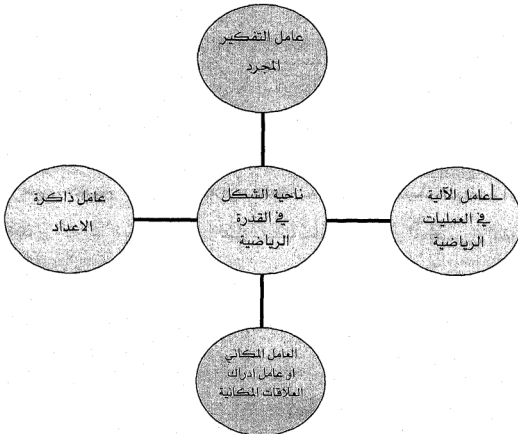 عامل التفكير
المجرد
أعامل الآلية
في العمليات
الرياضية
ناحية الشكل
في القدرة
الرياضية
عامل ذاكرة
الاعداد
العامل المكاني
او عامل ادراك
العلاقات المكانية